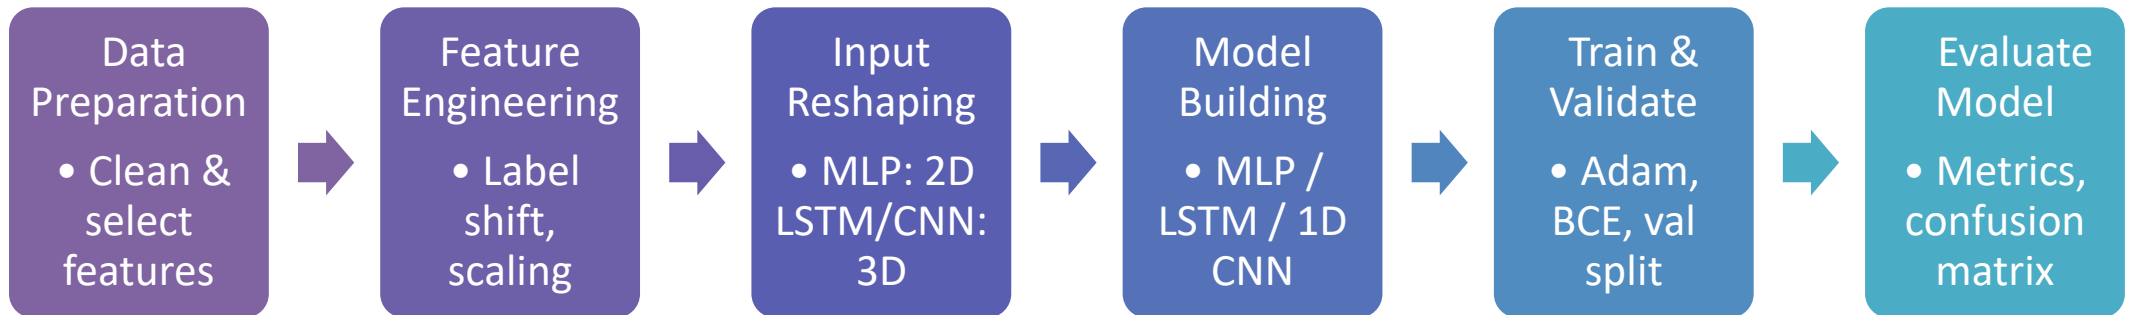 Data
Preparation
• Clean &
select
features
Feature
Engineering
• Label
shift,
scaling
Input
Reshaping
• MLP: 2D
LSTM/CNN:
3D
Model
Building
• MLP /
LSTM / 1D
CNN
Train &
Validate
• Adam,
BCE, val
split
Evaluate
Model
• Metrics,
confusion
matrix